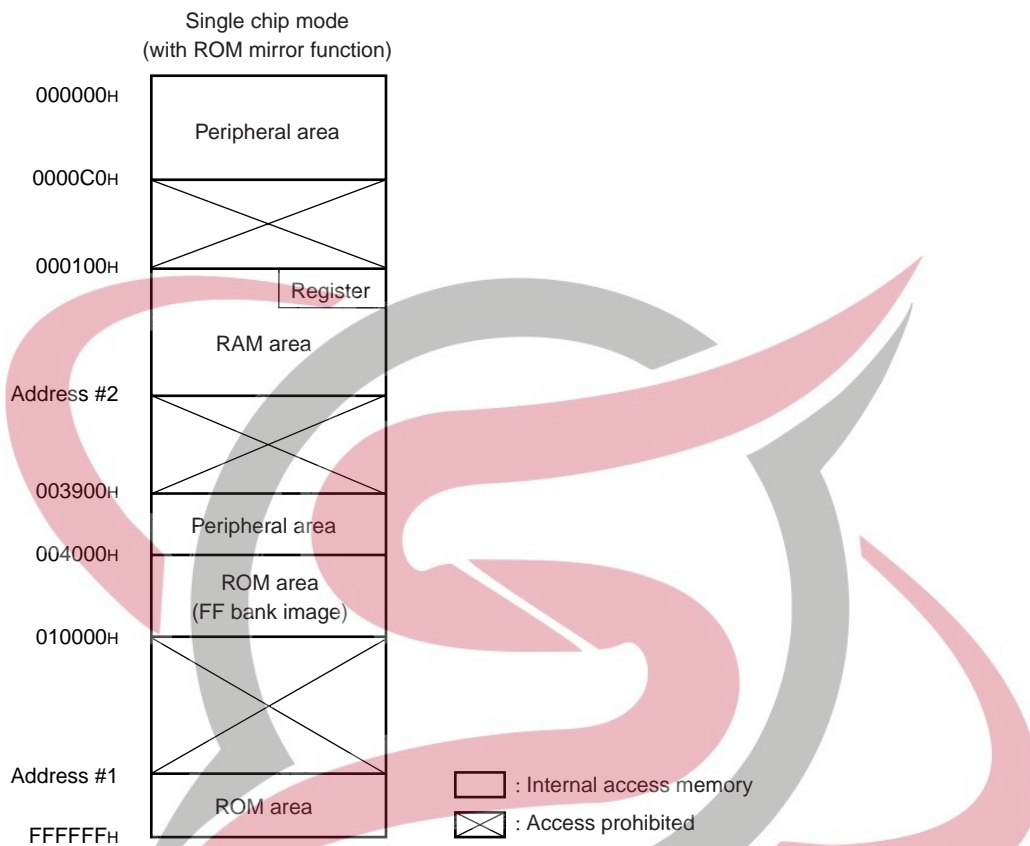 Single chip mode
(with ROM mirror function)
000000H
Peripheral area
0000C0H
000100H
Register
RAM area
Address #2
003900H
Peripheral area
004000H
ROM area
(FF bank image)
010000H
Address #1
ROM area
FFFFFFH
: Internal access memory
: Access prohibited